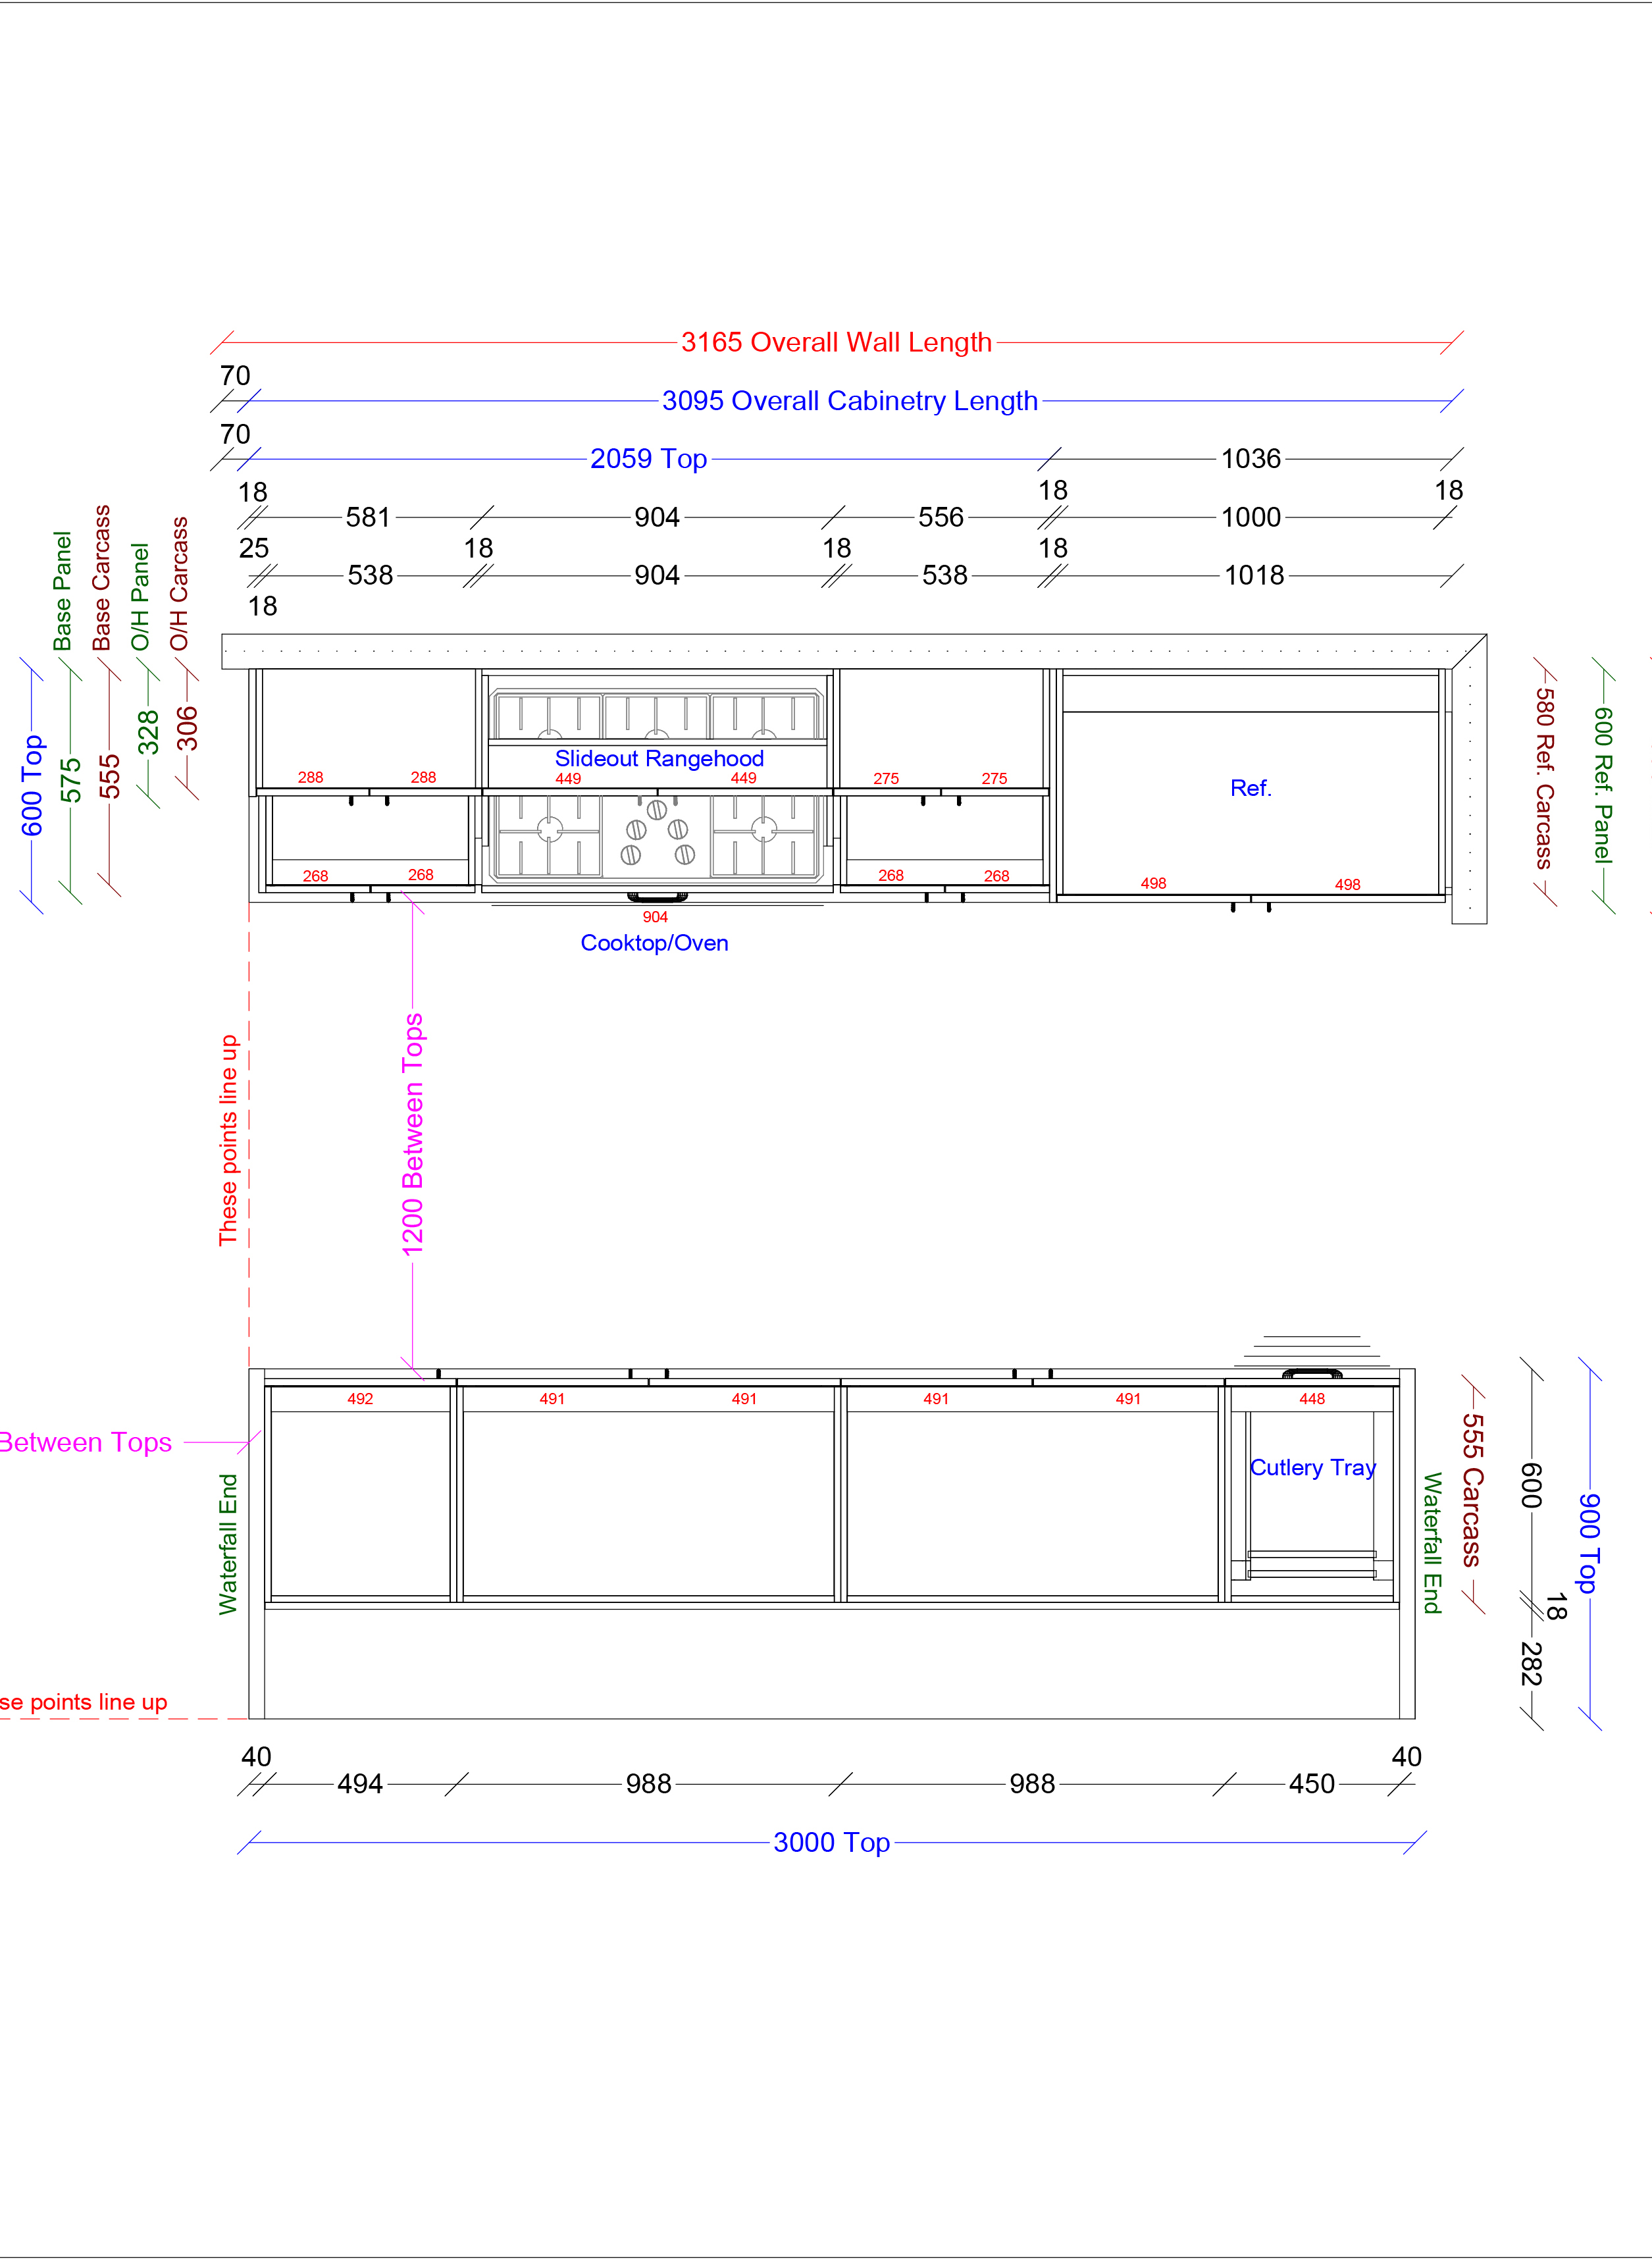 3165 Overall Wall Length
70
3095 Overall Cabinetry Length
70
2059 Top
1036
18
18
18
581
904
556
1000
25
18
18
18
538
904
538
1018
18
Base Panel
Base Carcass
O/H Panel
O/H Carcass
600 Top
575
555
328
306
580 Ref. Carcass
600 Ref. Panel
Slideout Rangehood
288
288
449
449
275
275
Ref.
268
268
268
268
498
498
904
Cooktop/Oven
These points line up
1200 Between Tops
492
491
491
491
491
448
Between Tops
Cutlery Tray
Waterfall End
Waterfall End
555 Carcass
600
18
282
900 Top
se points line up
40
40
494
988
988
450
3000 Top